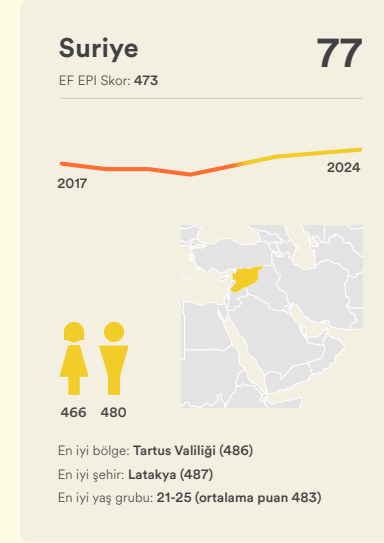 Suriye
77
EF EPI Skor: 473
2017
2024
466
480
En iyi bölge: Tartus Valiliği (486)
En iyi şehir: Latakya (487)
En iyi yaş grubu: 21-25 (ortalama puan 483)